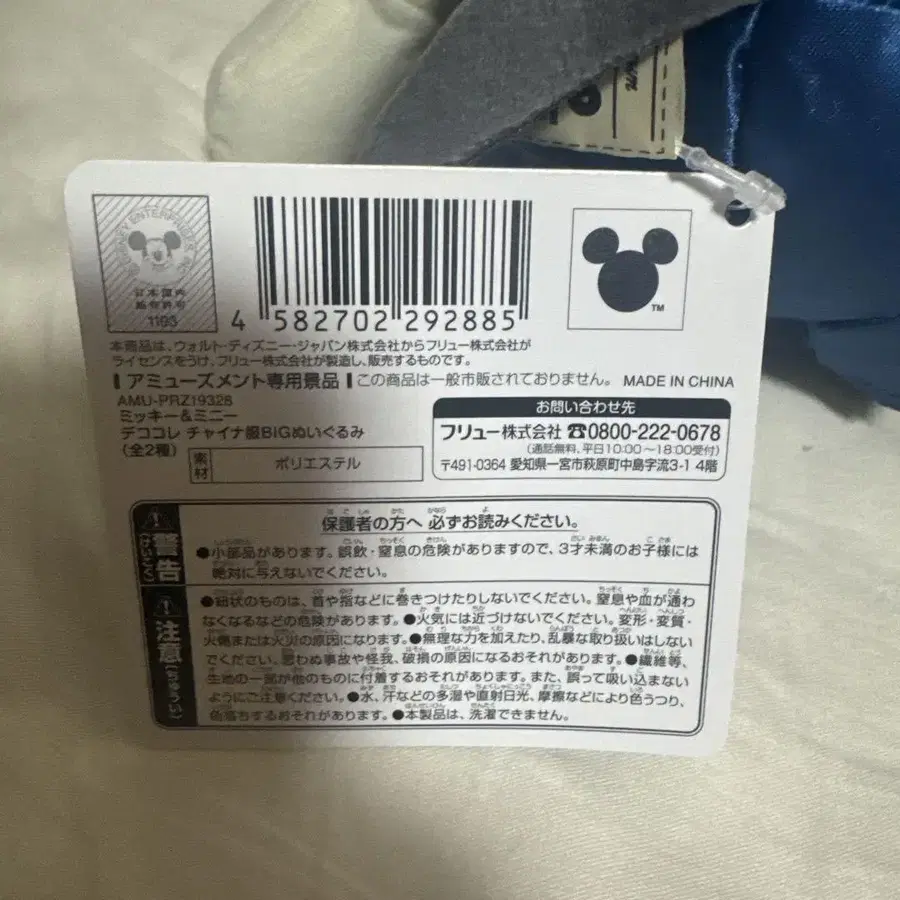 DISNEY ENTERPRISES, INC.
日本国内
販売許可
1193
4 582702 292885
TM
本商品は、ウォルト・ディズニー・ジャパン株式会社からフリュー株式会社が
ライセンスをうけ、フリュー株式会社が製造し、販売するものです。
アミューズメント専用景品 この商品は一般市販されておりません。 MADE IN CHINA
AMU-PRZ19328
ミッキー&ミニー
デココレ チャイナ服BIGぬいぐるみ
(全2種)
素材 ポリエステル
お問い合わせ先
フリュー株式会社 ☎0800-222-0678
(通話無料、平日10:00~18:00受付)
〒491-0364 愛知県一宮市萩原町中島字流3-1 4階
警告
(けいこく)
保護者の方へ 必ずお読みください。
●小部品があります。誤飲・窒息の危険がありますので、3才未満のお子様には
絶対に与えないでください。
注意
(ちゅうい)
●紐状のものは、首や指などに巻きつけたりしないでください。窒息や血が通わ
なくなるなどの危険があります。●火気には近づけないでください。変形・変質・
火傷または火災の原因になります。●無理な力を加えたり、乱暴な取り扱いはしない
でください。思わぬ事故や怪我、破損の原因になるおそれがあります。●繊維等、
生地の一部が他のものに付着するおそれがあります。また、誤って吸い込まない
ようにご注意ください。●水、汗などの多湿や直射日光、摩擦などにより色うつり、
色落ちするおそれがあります。●本製品は、洗濯できません。